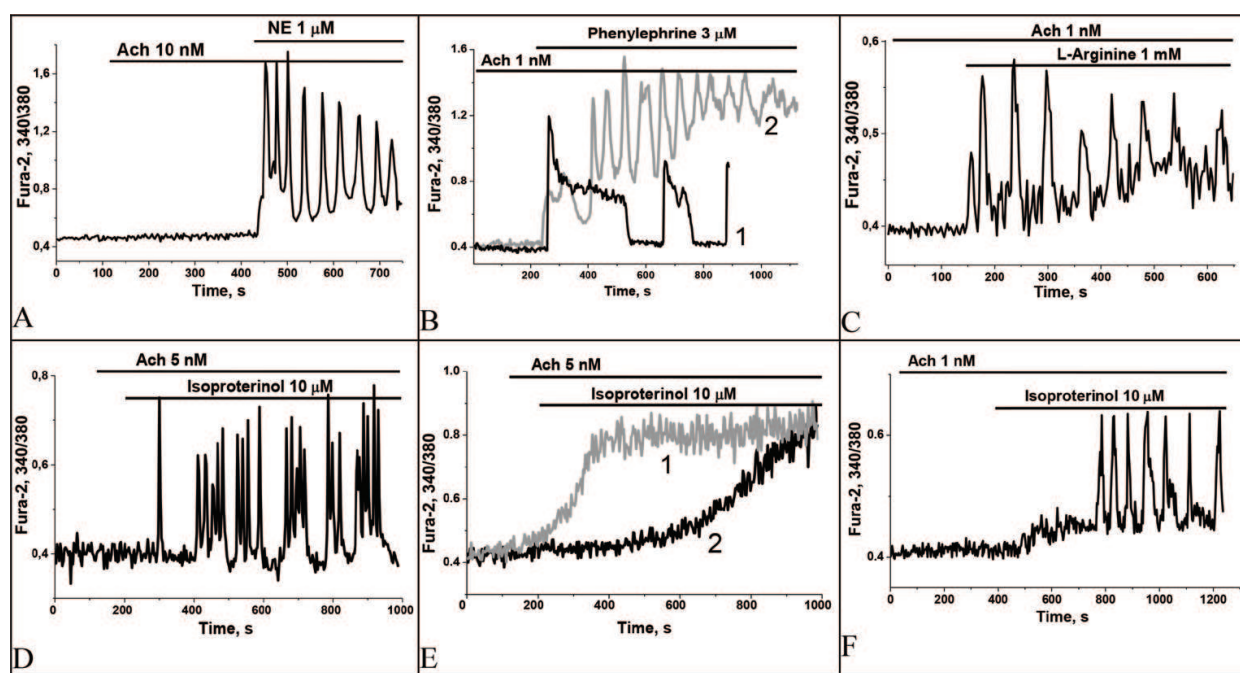 NE 1 μM
Ach 10 nM
Fura-2, 340\380
1,6
1,2
0,8
0,4
0 100 200 300 400 500 600 700
Time, s
A
Phenylephrine 3 μM
Ach 1 nM
Fura-2, 340/380
1.6
1.2
0.8
0.4
2
1
0 200 400 600 800 1000
Time, s
B
Ach 1 nM
L-Arginine 1 mM
Fura-2, 340/380
0,6
0,5
0,4
0 100 200 300 400 500 600
Time, s
C
Ach 5 nM
Isoproterinol 10 μM
Fura-2, 340/380
0,8
0,6
0,4
0 200 400 600 800 1000
Time, s
D
Ach 5 nM
Isoproterinol 10 μM
Fura-2, 340/380
1.0
0.8
0.6
0.4
1
2
0 200 400 600 800 1000
Time, s
E
Ach 1 nM
Isoproterinol 10 μM
Fura-2, 340/380
0,6
0,4
0 200 400 600 800 1000 1200
Time, s
F